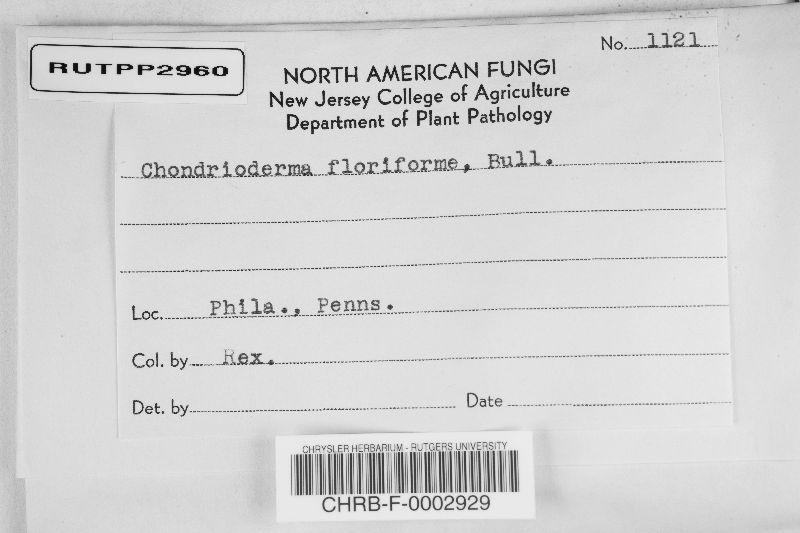 RUTPP2960
No. 1121
NORTH AMERICAN FUNGI
New Jersey College of Agriculture
Department of Plant Pathology
Chondrioderma floriforme, Bull.
Loc. Phila., Penns.
Col. by Rex.
Det. by Date
CHRYSLER HERBARIUM - RUTGERS UNIVERSITY
CHRB-F-0002929